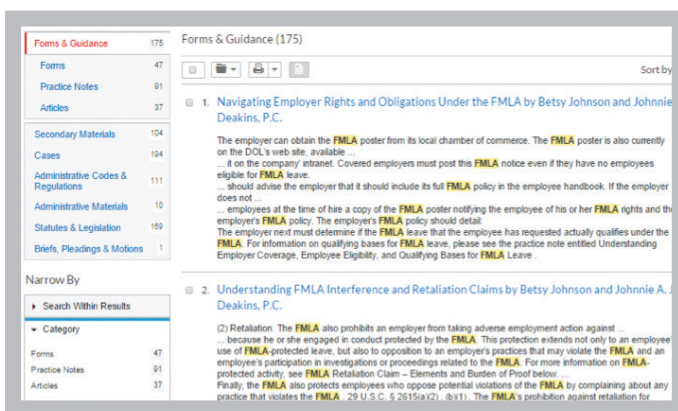 Forms & Guidance 175
Forms 47
Practice Notes 91
Articles 37
Secondary Materials 104
Cases 194
Administrative Codes & 111
Regulations
Administrative Materials 10
Statutes & Legislation 169
Briefs, Pleadings & Motions 1
Narrow By
Search Within Results
Category
Forms 47
Practice Notes 91
Articles 37
Forms & Guidance (175)
Sort by
1. Navigating Employer Rights and Obligations Under the FMLA by Betsy Johnson and Johnnie
Deakins, P.C.
The employer can obtain the FMLA poster from its local chamber of commerce. The FMLA poster is also currently
on the DOL's web site, available ...
... it on the company' intranet. Covered employers must post this FMLA notice even if they have no employees
eligible for FMLA leave.
... should advise the employer that it should include its full FMLA policy in the employee handbook. If the employer
does not ...
... employees at the time of hire a copy of the FMLA poster notifying the employee of his or her FMLA rights and the
employer's FMLA policy. The employer's FMLA policy should detail:
The employer next must determine if the FMLA leave that the employee has requested actually qualifies under the
FMLA. For information on qualifying bases for FMLA leave, please see the practice note entitled Understanding
Employer Coverage, Employee Eligibility, and Qualifying Bases for FMLA Leave .
2. Understanding FMLA Interference and Retaliation Claims by Betsy Johnson and Johnnie A. J
Deakins, P.C.
(2) Retaliation. The FMLA also prohibits an employer from taking adverse employment action against ...
... because he or she engaged in conduct protected by the FMLA. This protection extends not only to an employee'
use of FMLA-protected leave, but also to opposition to an employer's practices that may violate the FMLA and an
employee's participation in investigations or proceedings related to the FMLA. For more information on FMLA-
protected activity, see FMLA Retaliation Claim – Elements and Burden of Proof below. ...
Finally, the FMLA also protects employees who oppose potential violations of the FMLA by complaining about any
practice that violates the FMLA . 29 U.S.C. § 2615(a)(2) , (b)(1) . The FMLA's prohibition against retaliation for